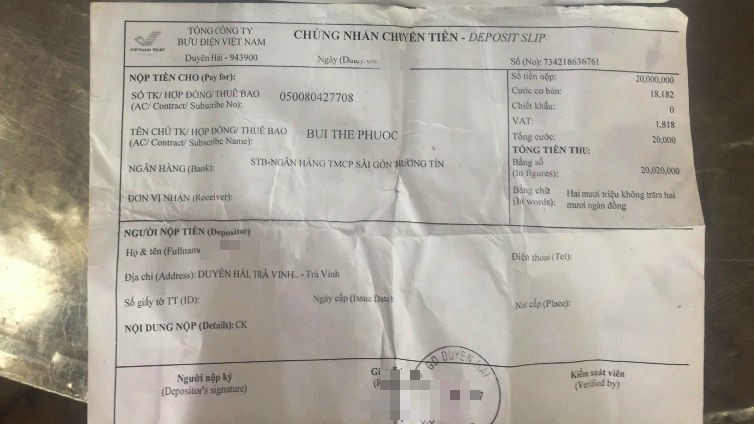 VIETNAM POST
TỔNG CÔNG TY
BƯU ĐIỆN VIỆT NAM
Duyên Hải - 943900
CHỨNG NHẬN CHUYỂN TIỀN - DEPOSIT SLIP
Ngày
Số (No): 734218636761
NỘP TIỀN CHO (Pay for):
SỐ TK/ HỢP ĐỒNG/ THUÊ BAO
(AC/ Contract/ Subscribe No):
050080427708
TÊN CHỦ TK/ HỢP ĐỒNG/ THUÊ BAO
(AC/ Contract/ Subscribe Name):
BUI THE PHUOC
NGÂN HÀNG (Bank):
STB-NGÂN HÀNG TMCP SÀI GÒN THƯƠNG TÍN
ĐƠN VỊ NHẬN (Receiver):
Số tiền nộp: 20,000,000
Cước cơ bản: 18,182
Chiết khấu: 0
VAT: 1,818
Tổng cước: 20,000
TỔNG TIỀN THU:
Bằng số
(In figures): 20,020,000
Bằng chữ
(In words):
Hai mươi triệu không trăm hai
mươi ngàn đồng
NGƯỜI NỘP TIỀN (Depositor)
Họ & tên (Fullname
Điện thoại (Tel):
Địa chỉ (Address): DUYÊN HẢI, TRÀ VINH.. - Trà Vinh
Số giấy tờ TT (ID):
Ngày cấp (Issue Date):
Nơi cấp (Place):
NỘI DUNG NỘP (Details): CK
Người nộp ký
(Depositor's signature)
GD DUYEN HAI
Kiểm soát viên
(Verified by)